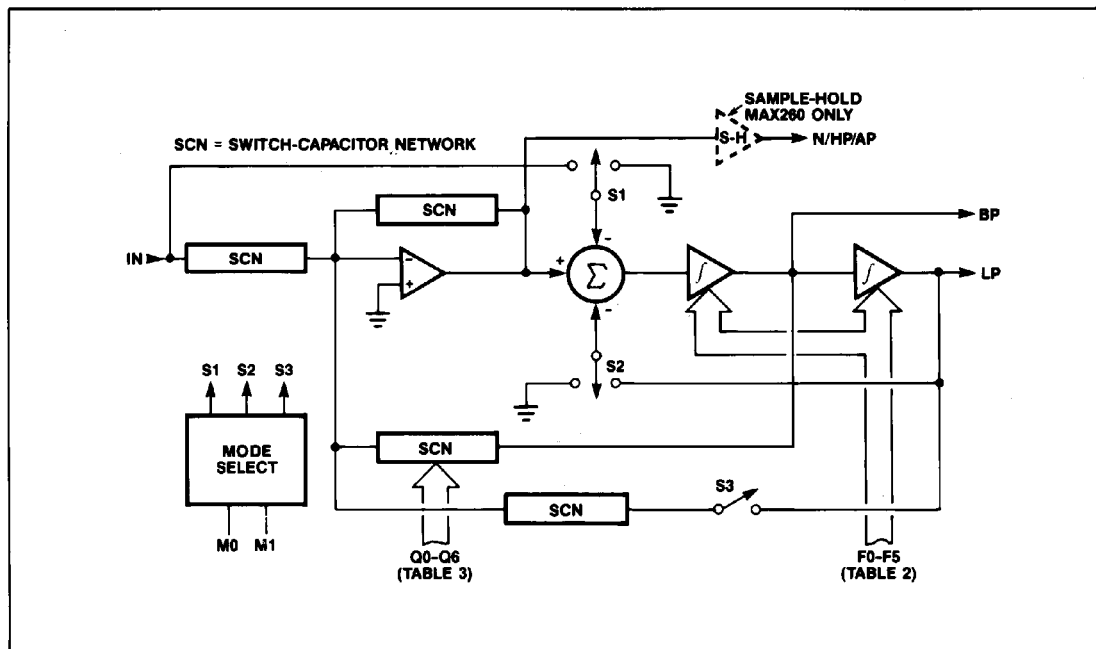 SAMPLE-HOLD
MAX260 ONLY
SCN = SWITCH-CAPACITOR NETWORK
S-H
N/HP/AP
S1
SCN
BP
IN
SCN
-
+
+
-
Σ
-
∫
∫
LP
S2
S1 S2 S3
MODE
SELECT
SCN
S3
SCN
M0 M1
Q0-Q6
(TABLE 3)
F0-F5
(TABLE 2)